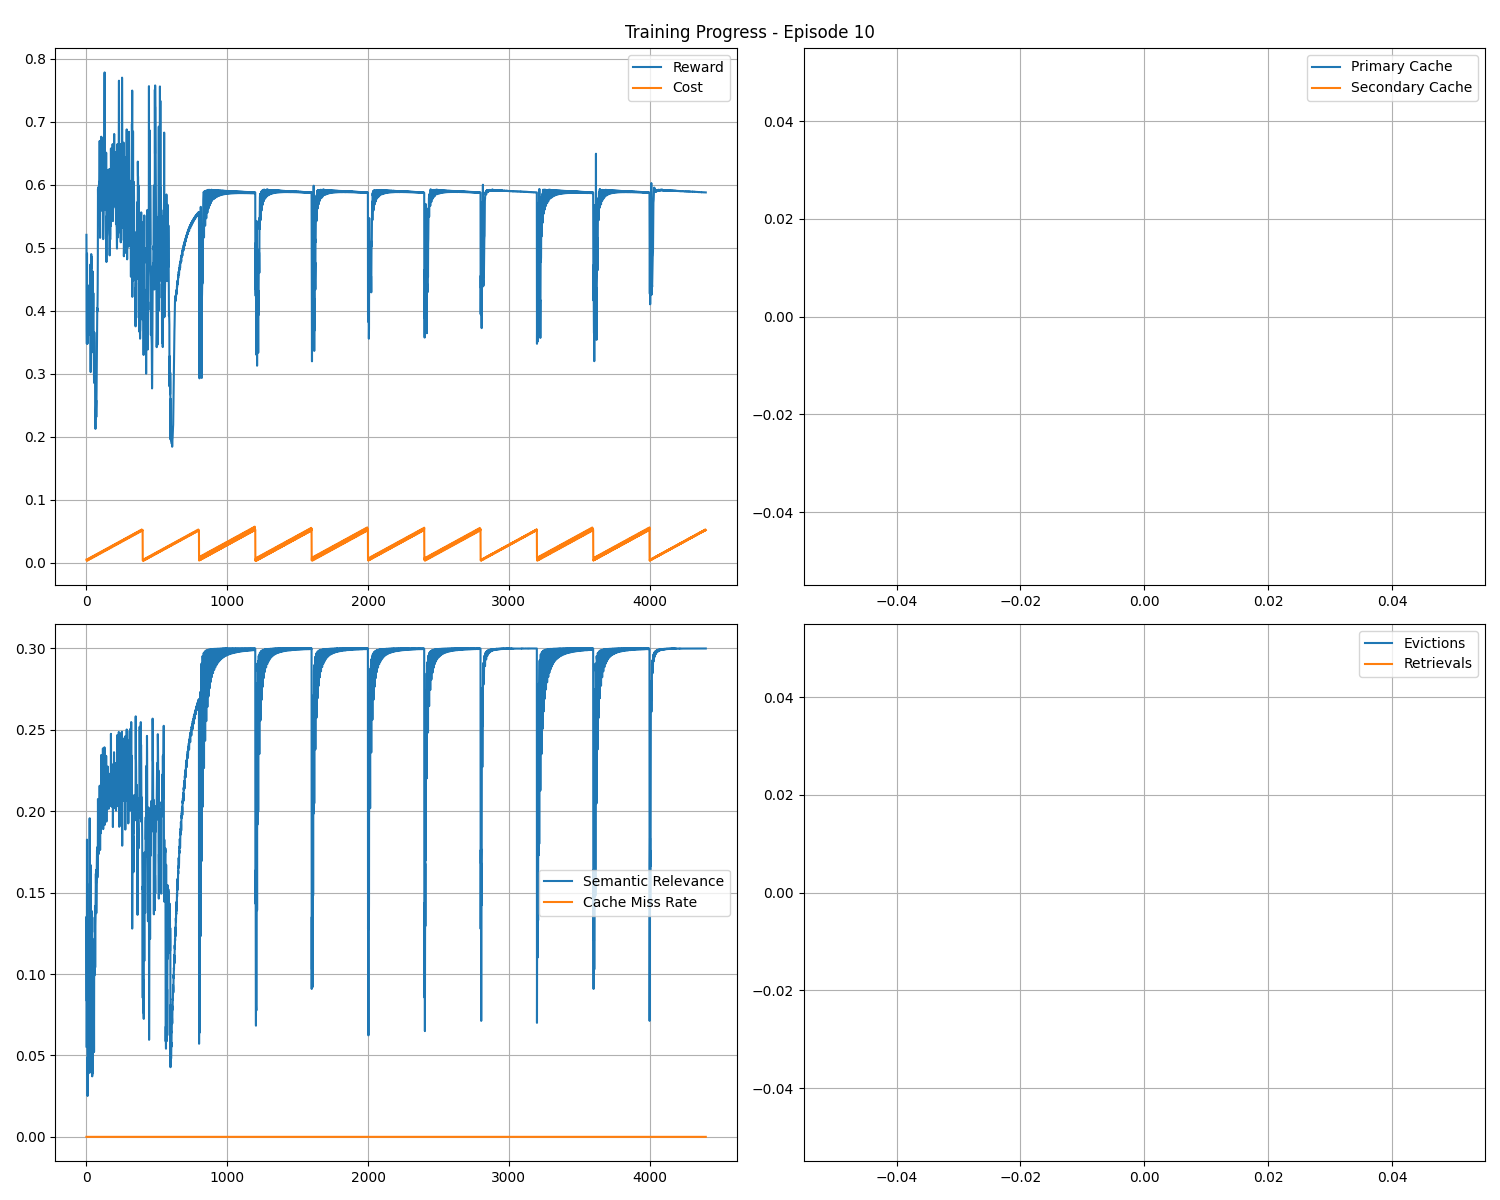 Training Progress - Episode 10
0.8
0.7
0.6
0.5
0.4
0.3
0.2
0.1
0.0
0 1000 2000 3000 4000
Reward
Cost
0.04
0.02
0.00
−0.02
−0.04
−0.04 −0.02 0.00 0.02 0.04
Primary Cache
Secondary Cache
0.30
0.25
0.20
0.15
0.10
0.05
0.00
0 1000 2000 3000 4000
Semantic Relevance
Cache Miss Rate
0.04
0.02
0.00
−0.02
−0.04
−0.04 −0.02 0.00 0.02 0.04
Evictions
Retrievals